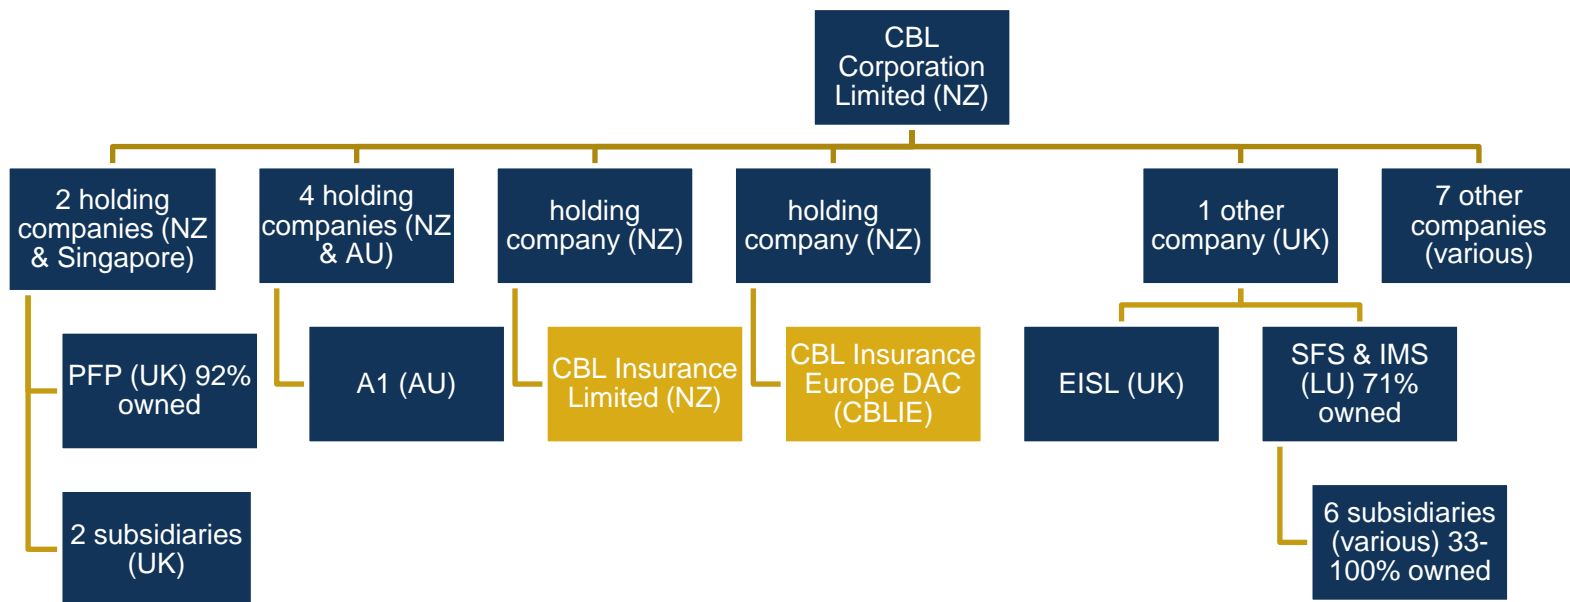 CBL
Corporation
Limited (NZ)
2 holding
companies (NZ
& Singapore)
4 holding
companies (NZ
& AU)
holding
company (NZ)
holding
company (NZ)
1 other
company (UK)
7 other
companies
(various)
PFP (UK) 92%
owned
A1 (AU)
CBL Insurance
Limited (NZ)
CBL Insurance
Europe DAC
(CBLIE)
EISL (UK)
SFS & IMS
(LU) 71%
owned
2 subsidiaries
(UK)
6 subsidiaries
(various) 33-
100% owned